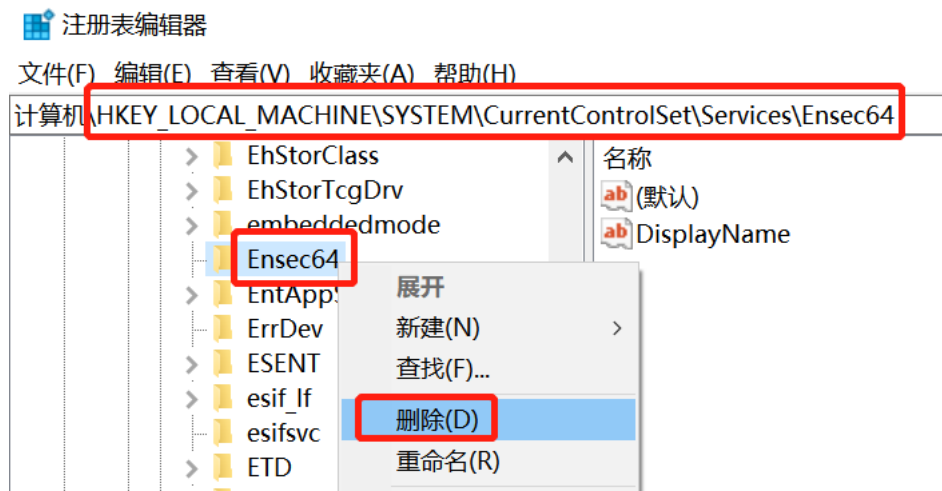 注册表编辑器
文件(F) 编辑(E) 查看(V) 收藏夹(A) 帮助(H)
计算机\HKEY_LOCAL_MACHINE\SYSTEM\CurrentControlSet\Services\Ensec64
EhStorClass
EhStorTcgDrv
embeddedmode
Ensec64
EntAppS
ErrDev
ESENT
esif_lf
esifsvc
ETD
名称
(默认)
DisplayName
展开
新建(N)
查找(F)...
删除(D)
重命名(R)